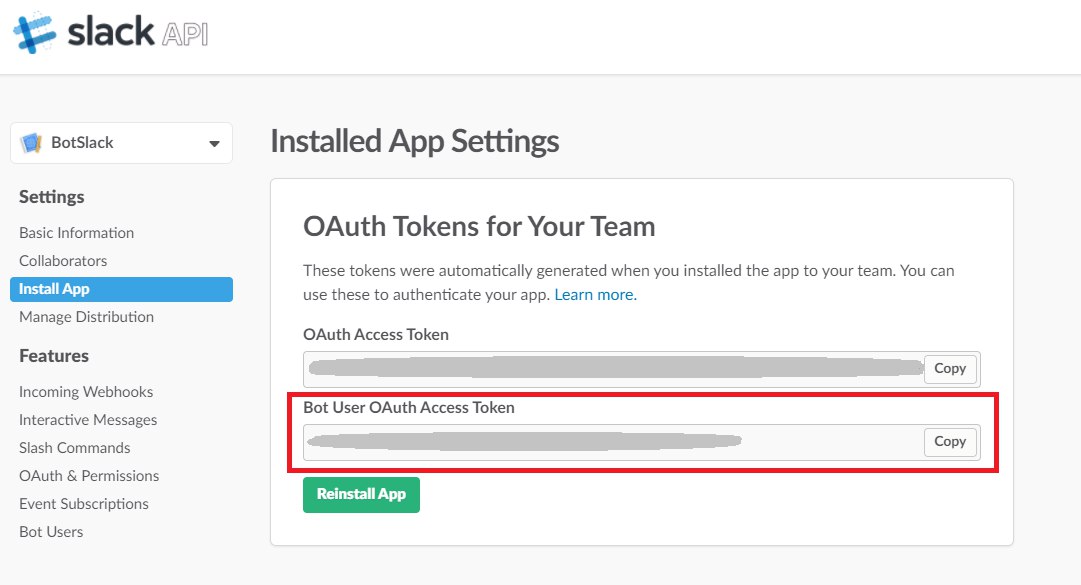 slack API
BotSlack
Settings
Basic Information
Collaborators
Install App
Manage Distribution
Features
Incoming Webhooks
Interactive Messages
Slash Commands
OAuth & Permissions
Event Subscriptions
Bot Users
Installed App Settings
OAuth Tokens for Your Team
These tokens were automatically generated when you installed the app to your team. You can
use these to authenticate your app. Learn more.
OAuth Access Token
Copy
Bot User OAuth Access Token
Copy
Reinstall App